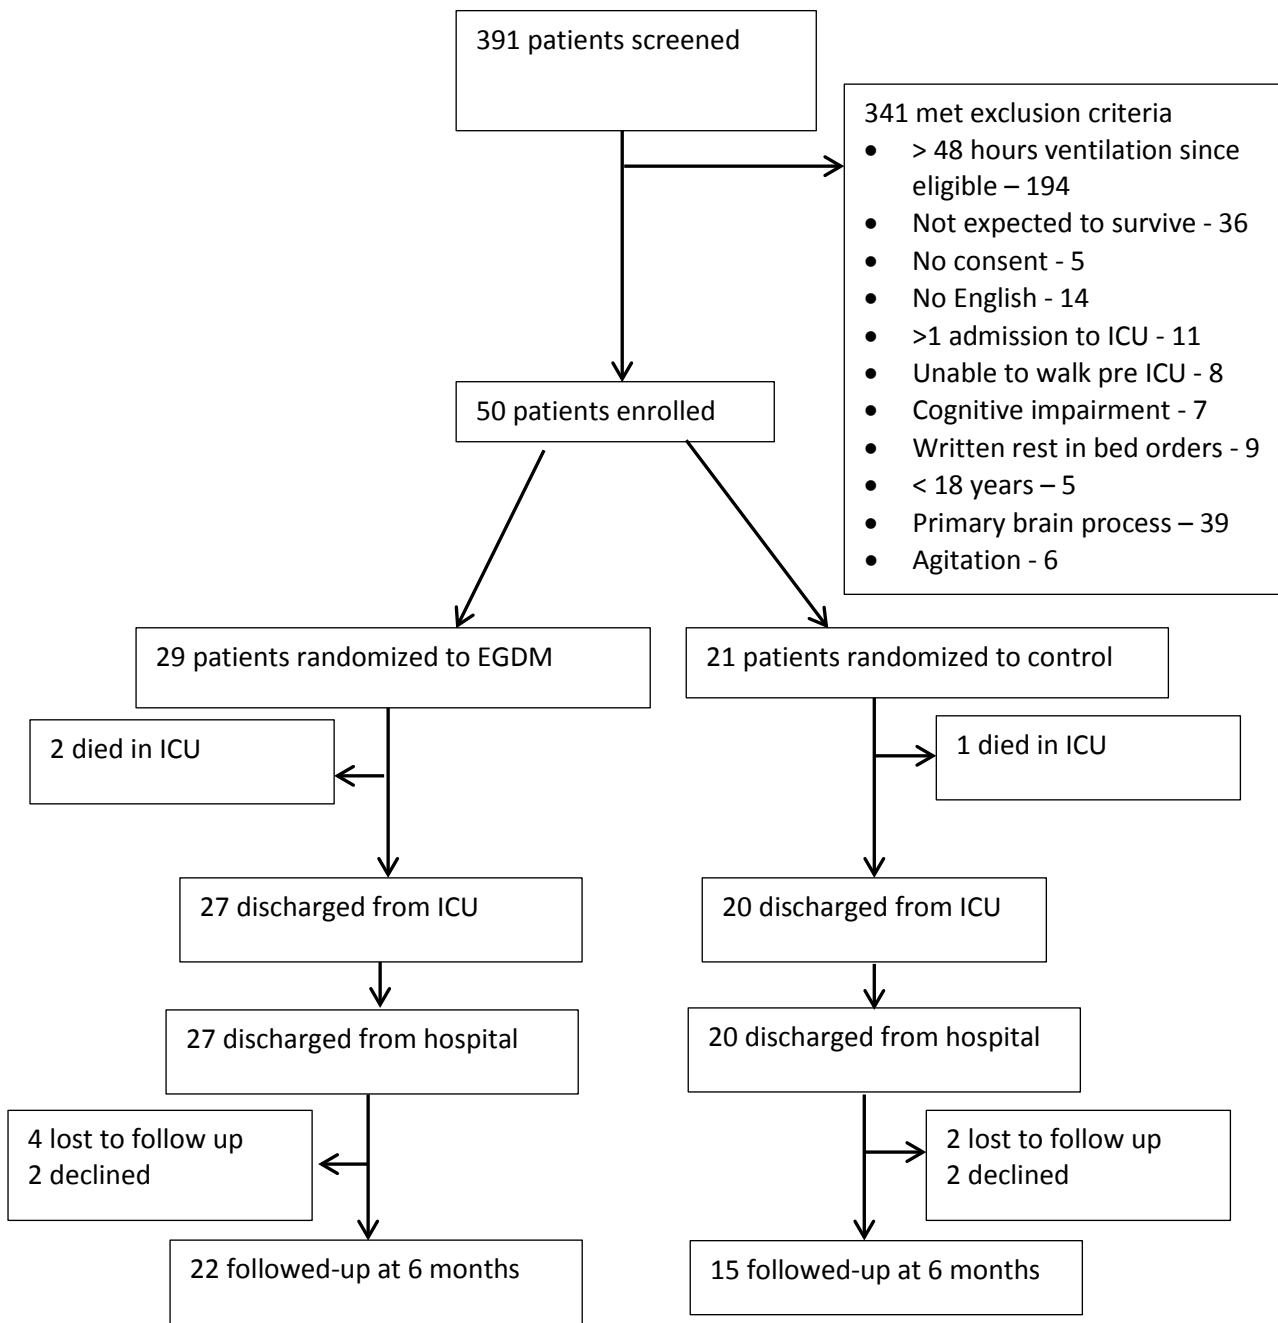 391 patients screened
341 met exclusion criteria
• > 48 hours ventilation since
eligible – 194
• Not expected to survive - 36
• No consent - 5
• No English - 14
• >1 admission to ICU - 11
• Unable to walk pre ICU - 8
• Cognitive impairment - 7
• Written rest in bed orders - 9
• < 18 years – 5
• Primary brain process – 39
• Agitation - 6
50 patients enrolled
29 patients randomized to EGDM
21 patients randomized to control
2 died in ICU
1 died in ICU
27 discharged from ICU
20 discharged from ICU
27 discharged from hospital
20 discharged from hospital
4 lost to follow up
2 declined
2 lost to follow up
2 declined
22 followed-up at 6 months
15 followed-up at 6 months